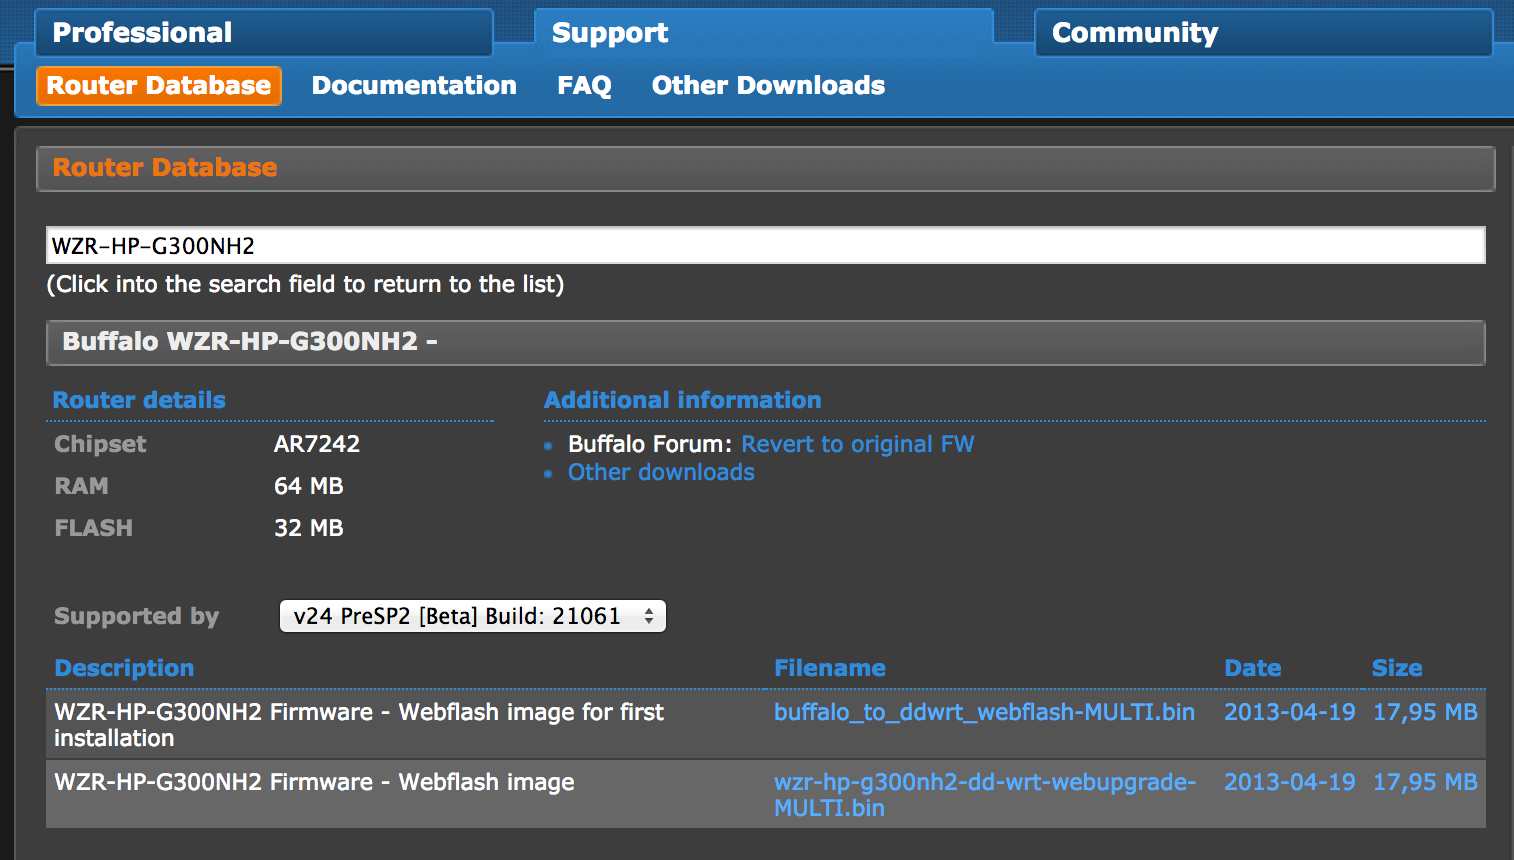 Professional
Support
Community
Router Database
Documentation
FAQ
Other Downloads
Router Database
WZR-HP-G300NH2
(Click into the search field to return to the list)
Buffalo WZR-HP-G300NH2 -
Router details
Additional information
Chipset AR7242
Buffalo Forum: Revert to original FW
Other downloads
RAM 64 MB
FLASH 32 MB
Supported by v24 PreSP2 [Beta] Build: 21061
Description Filename Date Size
WZR-HP-G300NH2 Firmware - Webflash image for first
installation
buffalo_to_ddwrt_webflash-MULTI.bin 2013-04-19 17,95 MB
WZR-HP-G300NH2 Firmware - Webflash image
wzr-hp-g300nh2-dd-wrt-webupgrade-
MULTI.bin
2013-04-19 17,95 MB